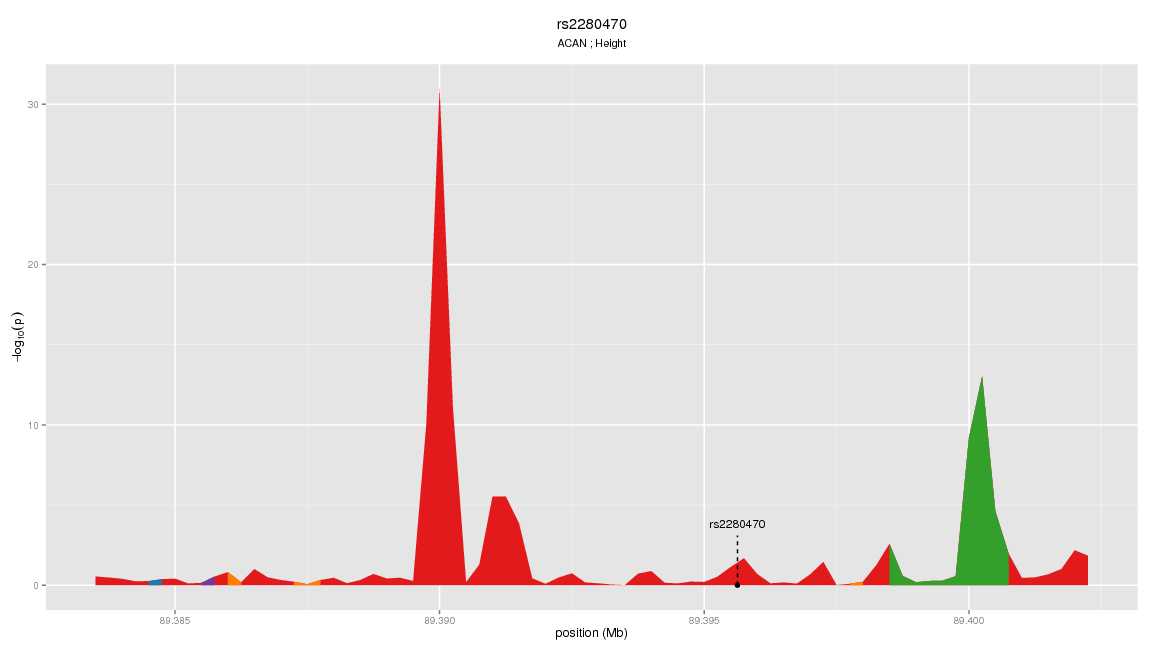 rs2280470
ACAN ; Height
30
20
10
0
−log10(p)
rs2280470
89.385
89.390
89.395
89.400
position (Mb)